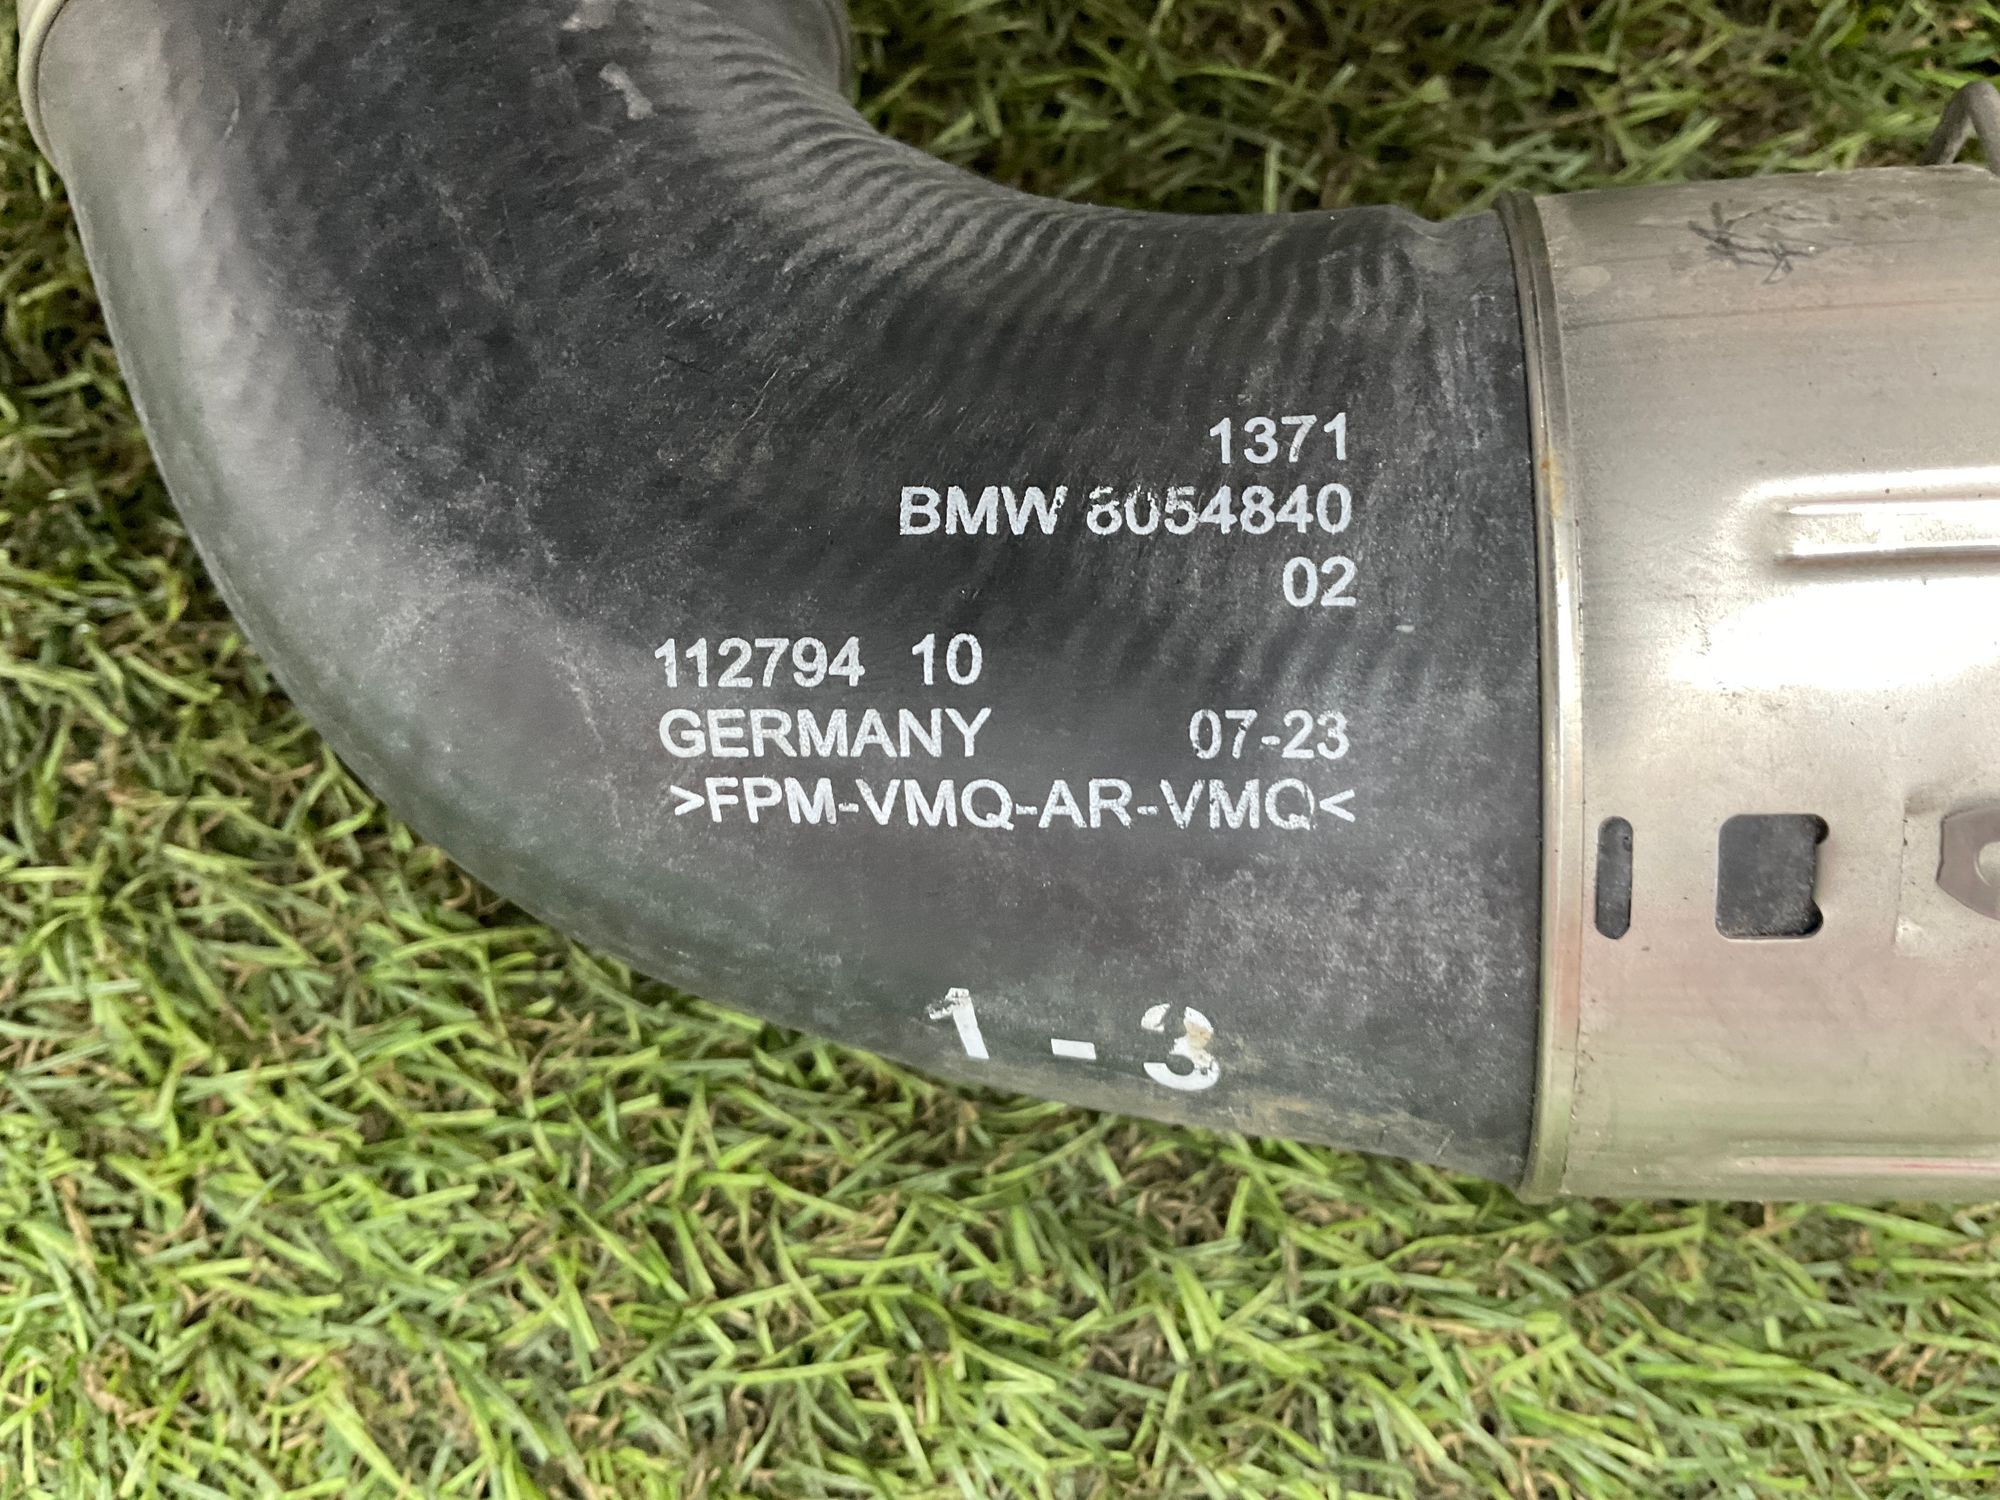 1371
BMW 8054840
02
112794 10
GERMANY 07-23
>FPM-VMQ-AR-VMQ<
1 - 3